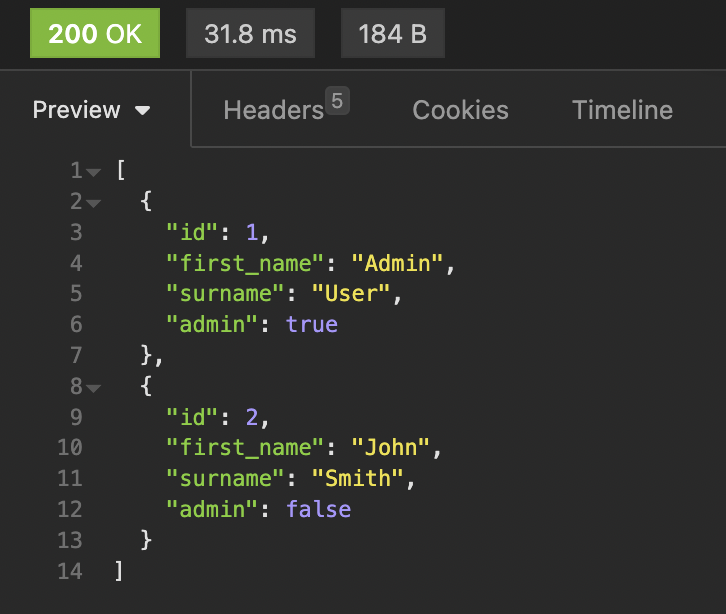 200 OK 31.8 ms 184 B
Preview Headers 5 Cookies Timeline
1 [
2 {
3 "id": 1,
4 "first_name": "Admin",
5 "surname": "User",
6 "admin": true
7 },
8 {
9 "id": 2,
10 "first_name": "John",
11 "surname": "Smith",
12 "admin": false
13 }
14 ]